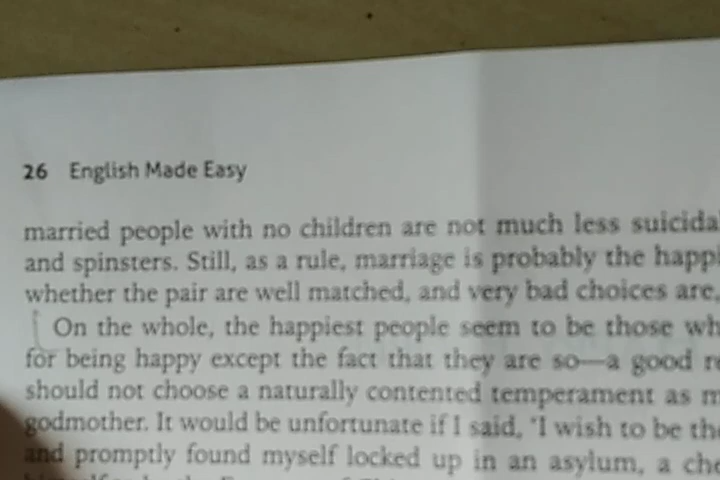 26 English Made Easy
married people with no children are not much less
and spinsters. Still, as a rule, marriage is probably the
whether the pair are well matched, and very bad choices are,
On the whole, the happiest people seem to be those
for being happy except the fact that they are so—a good
should not choose a naturally contented temperament as
godmother. It would be unfortunate if I said, 'I wish to be
and promptly found myself locked up in an asylum, a